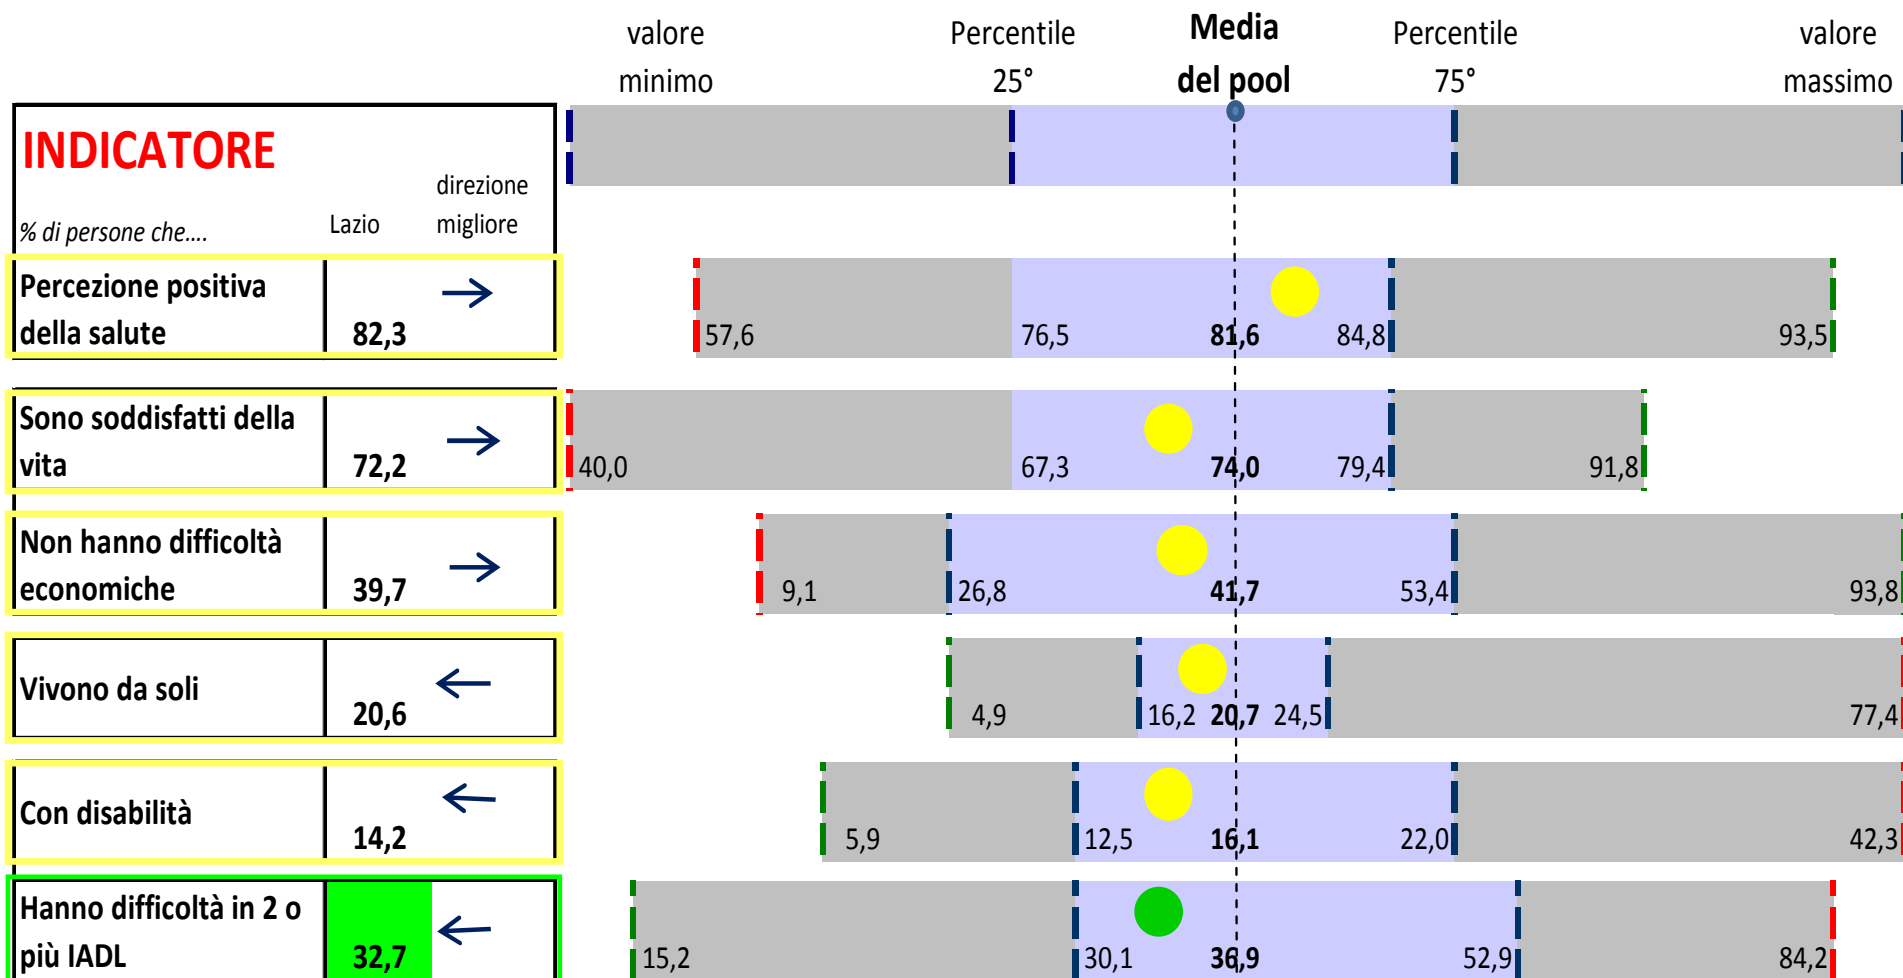 valore Percentile Media Percentile valore
minimo 25° del pool 75° massimo
INDICATORE
direzione
% di persone che.... Lazio migliore
Percezione positiva
della salute 82,3 57,6 76,5 81,6 84,8 93,5
Sono soddisfatti della
vita 72,2 40,0 67,3 74,0 79,4 91,8
Non hanno difficoltà
economiche 39,7 9,1 26,8 41,7 53,4 93,8
Vivono da soli
20,6 4,9 16,2 20,7 24,5 77,4
Con disabilità
14,2 5,9 12,5 16,1 22,0 42,3
Hanno difficoltà in 2 o
più IADL 32,7 15,2 30,1 36,9 52,9 84,2